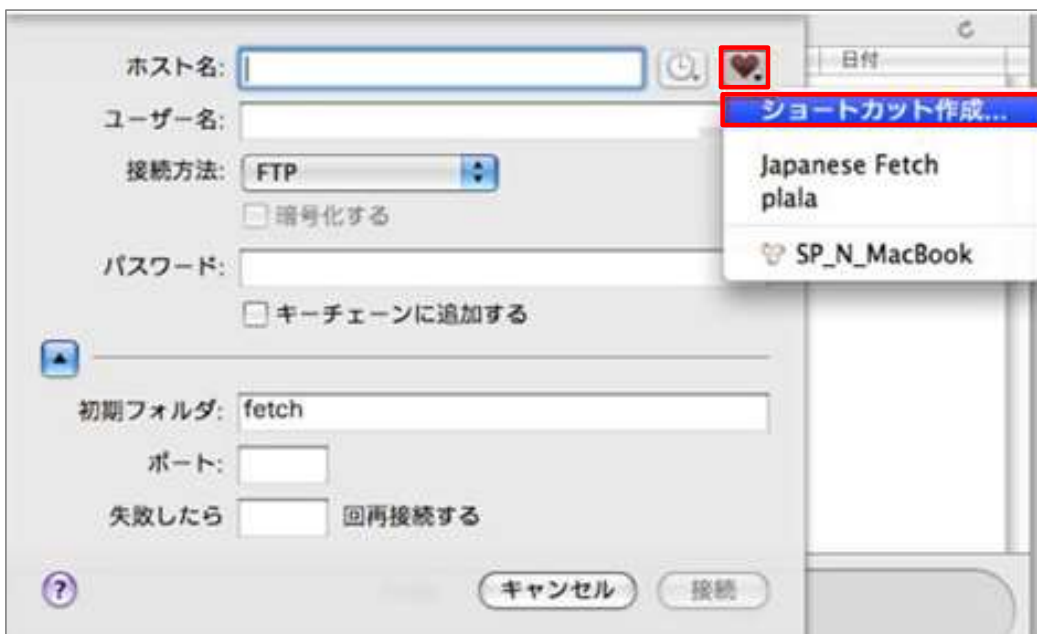 ホスト名:
日付
ショートカット作成...
ユーザー名:
Japanese Fetch
接続方法: FTP
plala
暗号化する
SP_N_MacBook
パスワード:
キーチェーンに追加する
初期フォルダ: fetch
ポート:
失敗したら 回再接続する
? キャンセル 接続